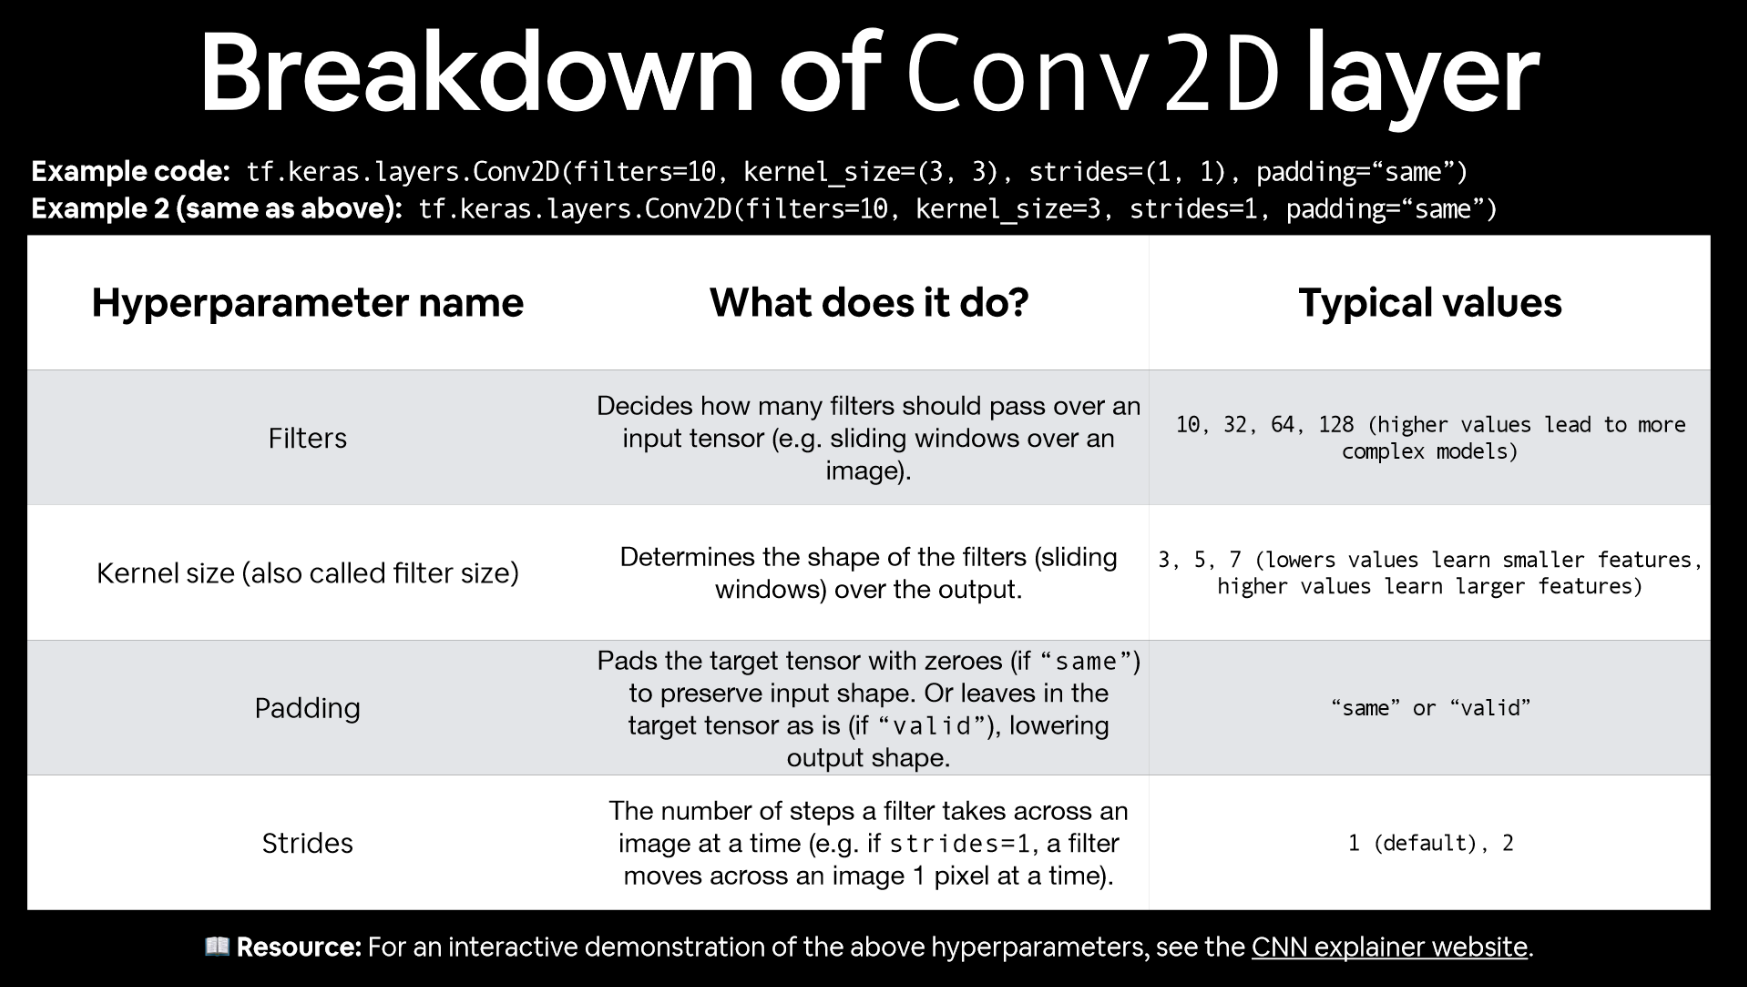 Breakdown of Conv2D layer
Example code: tf.keras.layers.Conv2D(filters=10, kernel_size=(3, 3), strides=(1, 1), padding=“same”)
Example 2 (same as above): tf.keras.layers.Conv2D(filters=10, kernel_size=3, strides=1, padding=“same”)
Hyperparameter name
What does it do?
Typical values
Filters
Decides how many filters should pass over an
input tensor (e.g. sliding windows over an
image).
10, 32, 64, 128 (higher values lead to more
complex models)
Kernel size (also called filter size)
Determines the shape of the filters (sliding
windows) over the output.
3, 5, 7 (lowers values learn smaller features,
higher values learn larger features)
Padding
Pads the target tensor with zeroes (if “same”)
to preserve input shape. Or leaves in the
target tensor as is (if “valid”), lowering
output shape.
“same” or “valid”
Strides
The number of steps a filter takes across an
image at a time (e.g. if strides=1, a filter
moves across an image 1 pixel at a time).
1 (default), 2
📖 Resource: For an interactive demonstration of the above hyperparameters, see the CNN explainer website.